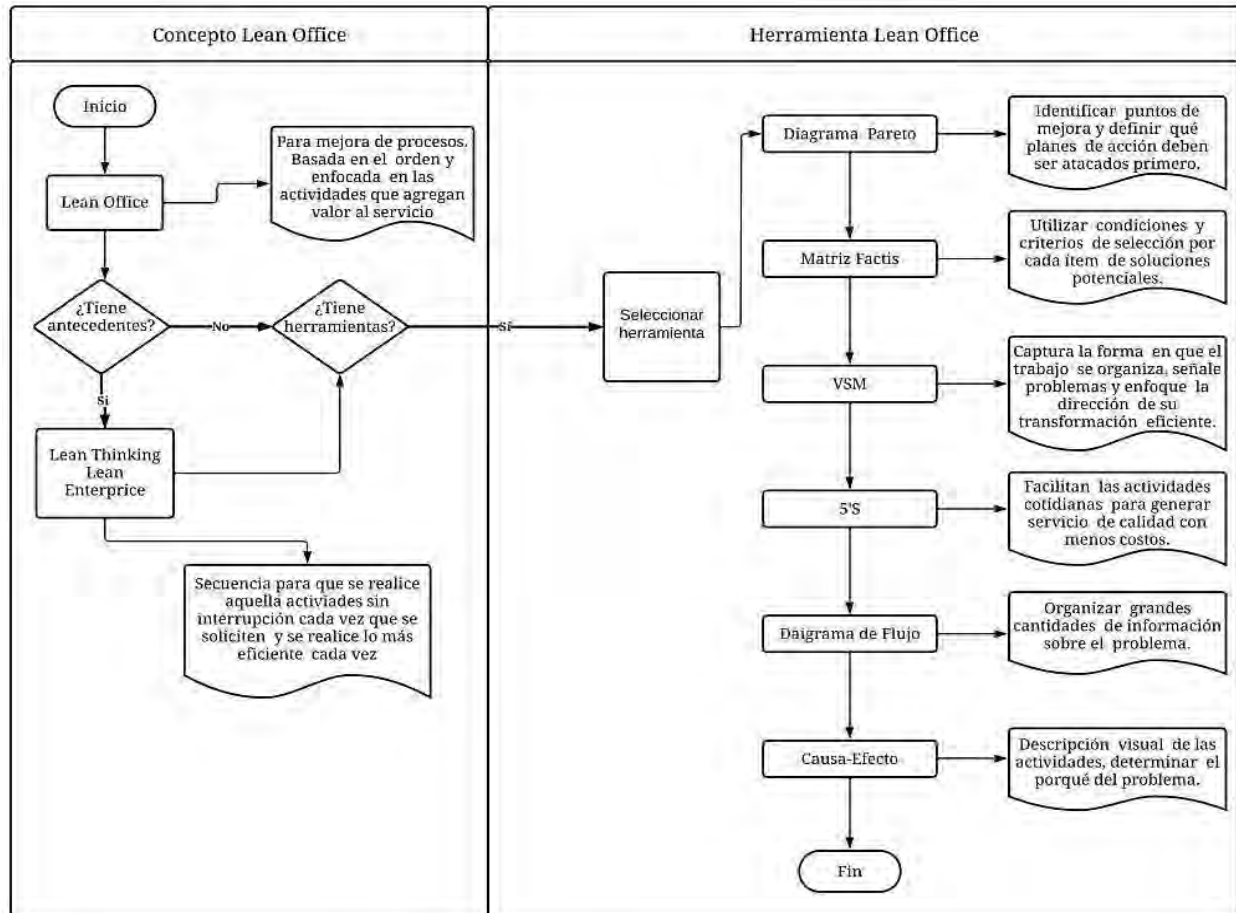 Concepto Lean Office
Herramienta Lean Office
Inicio
Lean Office
Para mejora de procesos.
Basada en el orden y
enfocada en las
actividades que agregan
valor al servicio
¿Tiene
antecedentes?
No
¿Tiene
herramientas?
Sí
Si
Lean Thinking
Lean
Enterprice
Secuencia para que se realice
aquella activiades sin
interrupción cada vez que se
soliciten y se realice lo más
eficiente cada vez
Seleccionar
herramienta
Diagrama Pareto
Identificar puntos de
mejora y definir qué
planes de acción deben
ser atacados primero.
Matriz Factis
Utilizar condiciones y
criterios de selección por
cada ítem de soluciones
potenciales.
VSM
Captura la forma en que el
trabajo se organiza, señale
problemas y enfoque la
dirección de su
transformación eficiente.
5'S
Facilitan las actividades
cotidianas para generar
servicio de calidad con
menos costos.
Daigrama de Flujo
Organizar grandes
cantidades de información
sobre el problema.
Causa-Efecto
Descripción visual de las
actividades, determinar el
porqué del problema.
Fin